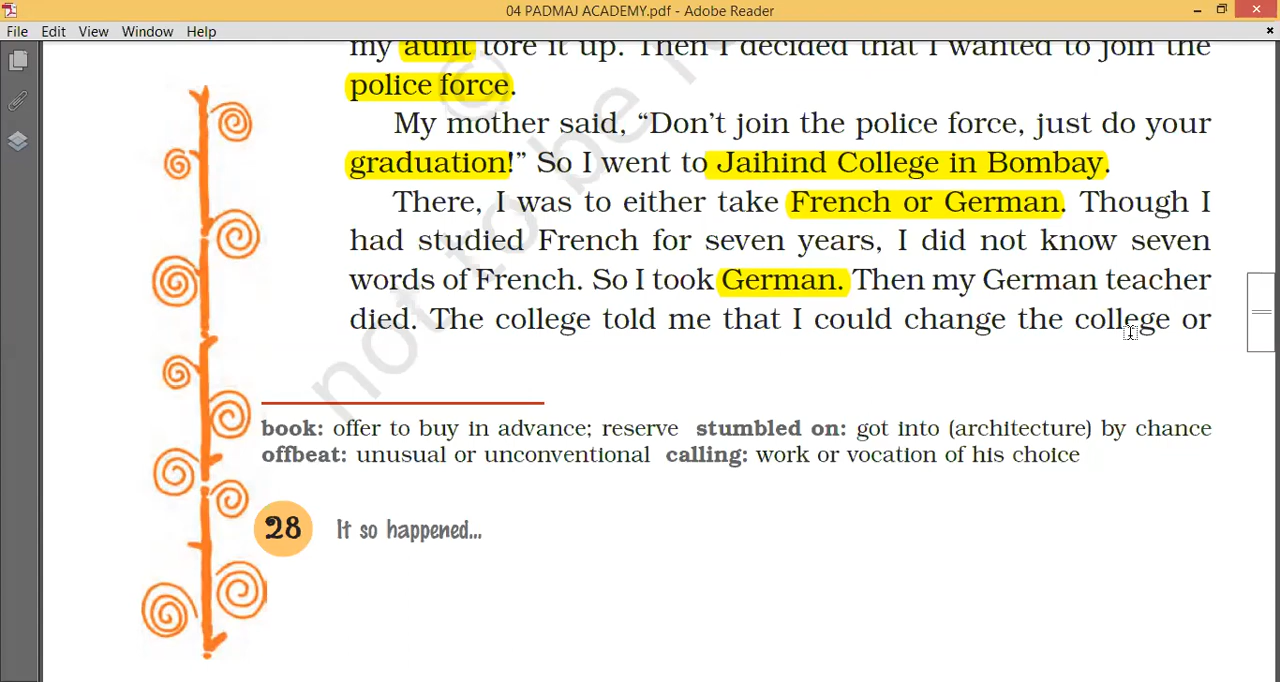 04 PADMAJ ACADEMY.pdf - Adobe Reader
File Edit View Window Help
my aunt tore it up. Then I decided that I wanted to join the
police force.
My mother said, “Don’t join the police force, just do your
graduation!” So I went to Jaihind College in Bombay.
There, I was to either take French or German. Though I
had studied French for seven years, I did not know seven
words of French. So I took German. Then my German teacher
died. The college told me that I could change the college or
not to be
book: offer to buy in advance; reserve stumbled on: got into (architecture) by chance
offbeat: unusual or unconventional calling: work or vocation of his choice
28 It so happened...